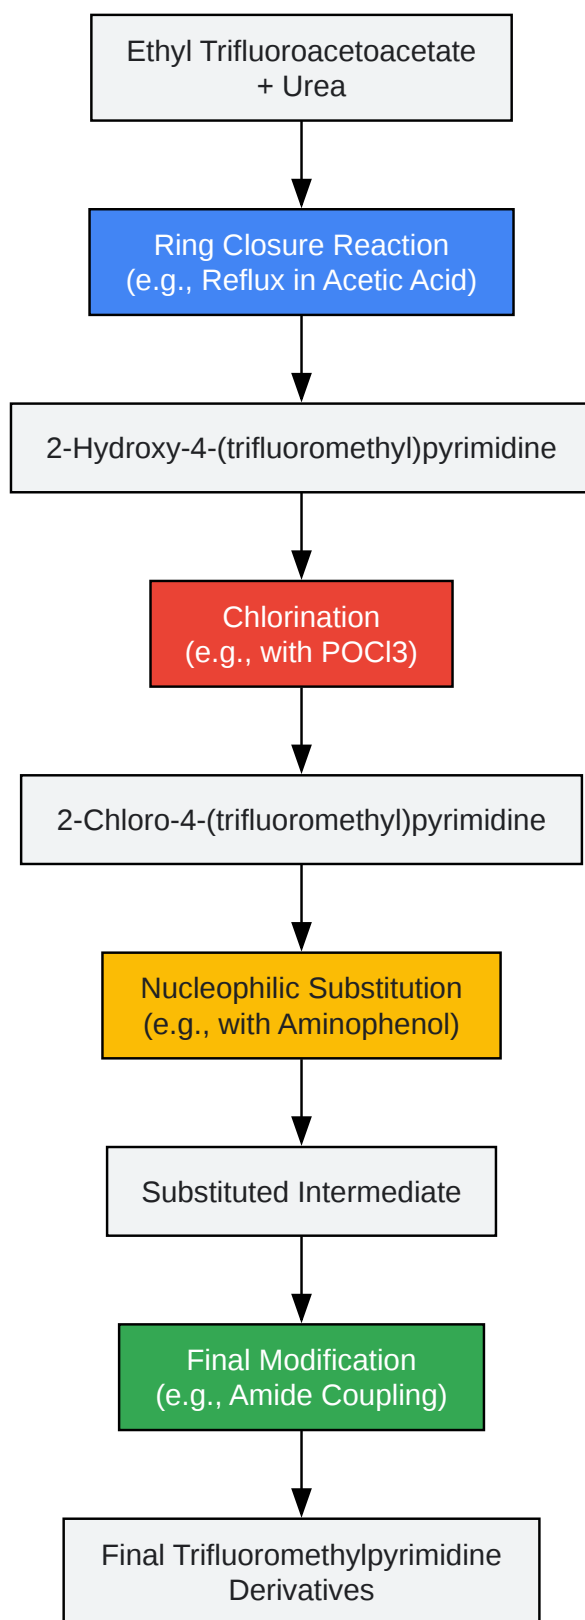 Ethyl Trifluoroacetoacetate
+ Urea
Ring Closure Reaction
(e.g., Reflux in Acetic Acid)
2-Hydroxy-4-(trifluoromethyl)pyrimidine
Chlorination
(e.g., with POCl3)
2-Chloro-4-(trifluoromethyl)pyrimidine
Nucleophilic Substitution
(e.g., with Aminophenol)
Substituted Intermediate
Final Modification
(e.g., Amide Coupling)
Final Trifluoromethylpyrimidine
Derivatives